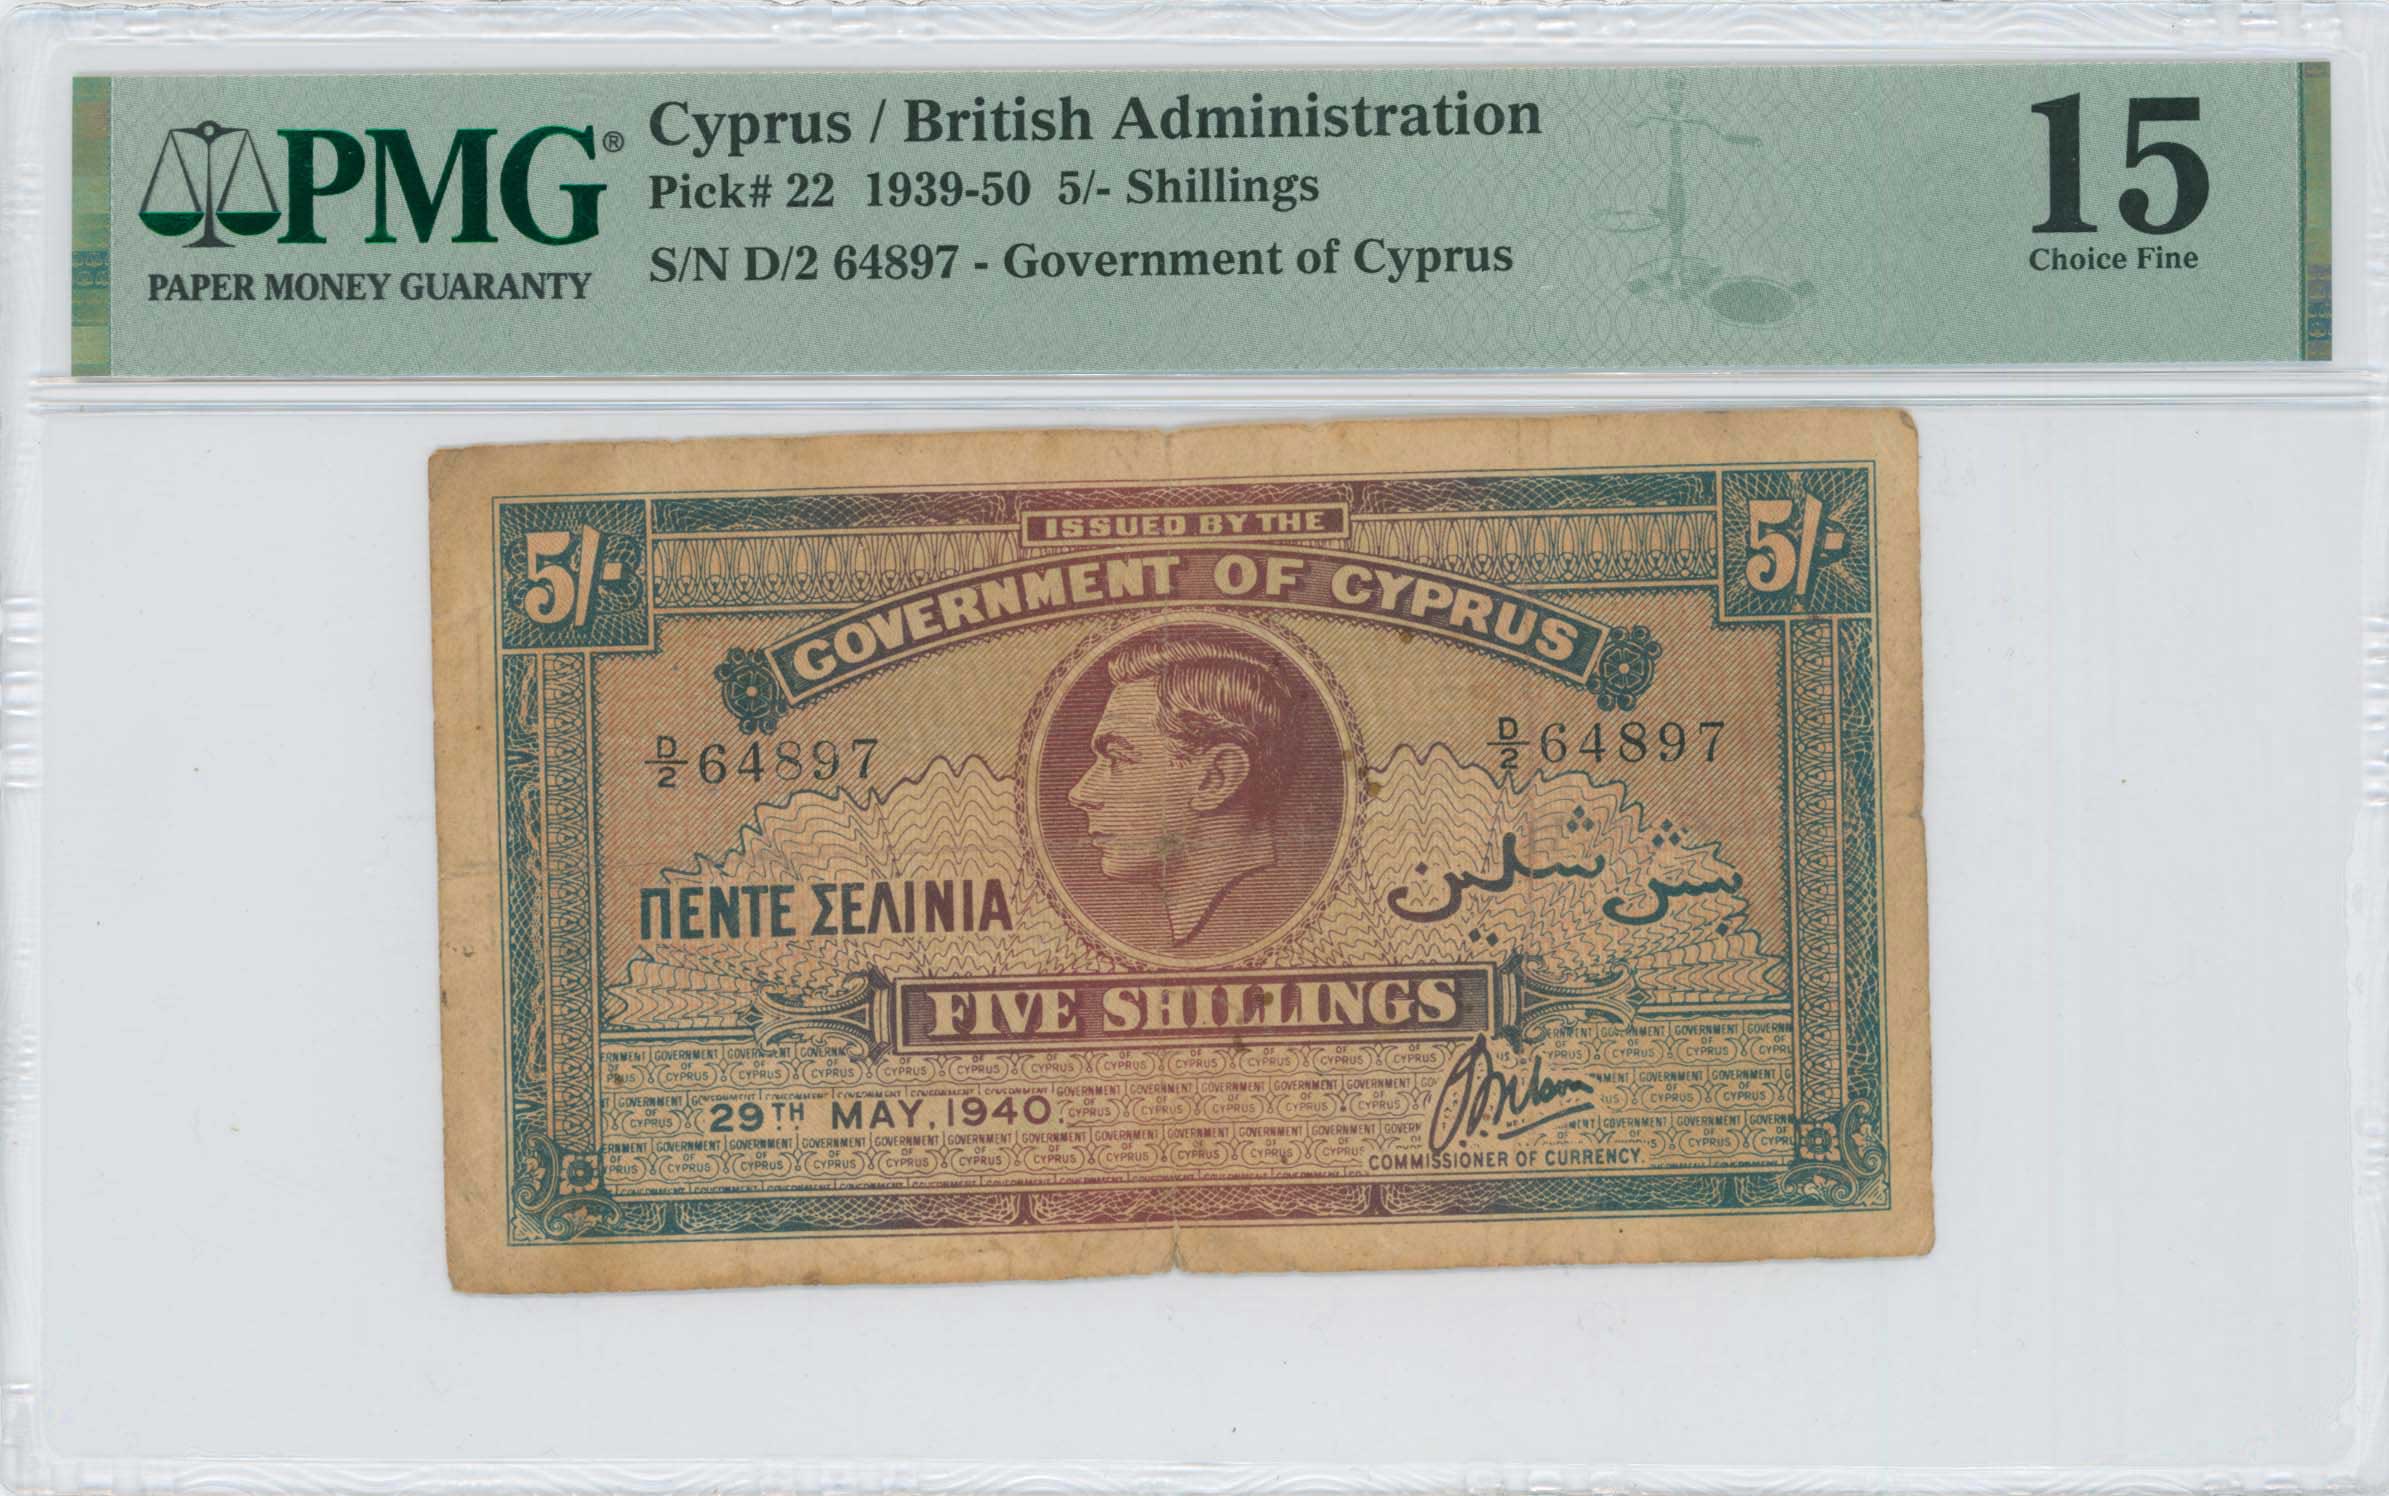 PMG®
PAPER MONEY GUARANTY
Cyprus / British Administration
Pick# 22 1939-50 5/- Shillings
S/N D/2 64897 - Government of Cyprus
15
Choice Fine
ISSUED BY THE
5/-
5/-
GOVERNMENT OF CYPRUS
D/2 64897
D/2 64897
ΠΕΝΤΕ ΣΕΛΙΝΙΑ
بش شلين
FIVE SHILLINGS
29TH MAY, 1940.
COMMISSIONER OF CURRENCY.